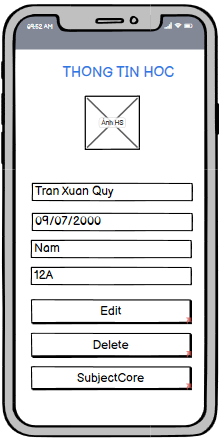 09:52 AM
THONG TIN HOC
Ảnh HS
Tran Xuan Quy
09/07/2000
Nam
12A
Edit
Delete
SubjectCore